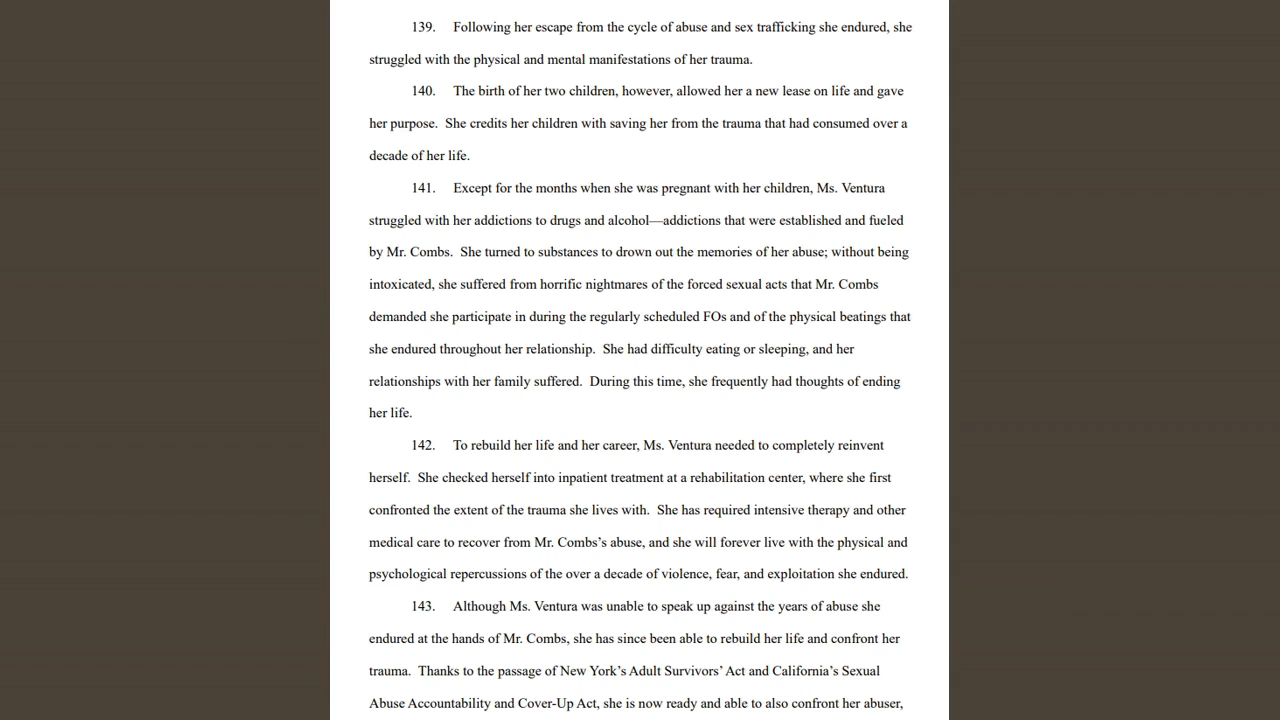 139. Following her escape from the cycle of abuse and sex trafficking she endured, she
struggled with the physical and mental manifestations of her trauma.
140. The birth of her two children, however, allowed her a new lease on life and gave
her purpose.  She credits her children with saving her from the trauma that had consumed over a
decade of her life.
141. Except for the months when she was pregnant with her children, Ms. Ventura
struggled with her addictions to drugs and alcohol—addictions that were established and fueled
by Mr. Combs.  She turned to substances to drown out the memories of her abuse; without being
intoxicated, she suffered from horrific nightmares of the forced sexual acts that Mr. Combs
demanded she participate in during the regularly scheduled FOs and of the physical beatings that
she endured throughout her relationship.  She had difficulty eating or sleeping, and her
relationships with her family suffered.  During this time, she frequently had thoughts of ending
her life.
142. To rebuild her life and her career, Ms. Ventura needed to completely reinvent
herself.  She checked herself into inpatient treatment at a rehabilitation center, where she first
confronted the extent of the trauma she lives with.  She has required intensive therapy and other
medical care to recover from Mr. Combs’s abuse, and she will forever live with the physical and
psychological repercussions of the over a decade of violence, fear, and exploitation she endured.
143. Although Ms. Ventura was unable to speak up against the years of abuse she
endured at the hands of Mr. Combs, she has since been able to rebuild her life and confront her
trauma.  Thanks to the passage of New York’s Adult Survivors’ Act and California’s Sexual
Abuse Accountability and Cover-Up Act, she is now ready and able to also confront her abuser,